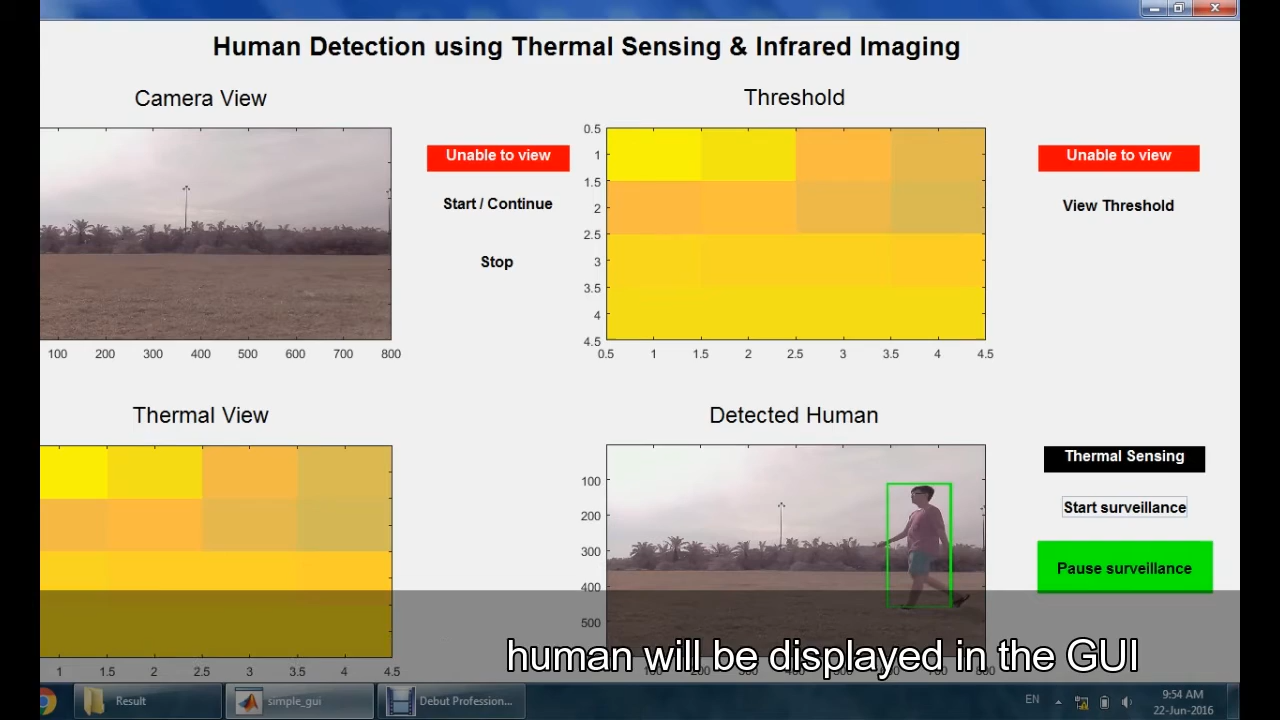 Human Detection using Thermal Sensing & Infrared Imaging
Camera View
Unable to view
Start / Continue
Stop
100 200 300 400 500 600 700 800
Threshold
0.5
1
1.5
2
2.5
3
3.5
4
4.5
0.5 1 1.5 2 2.5 3 3.5 4 4.5
Unable to view
View Threshold
Thermal View
1 1.5 2 2.5 3 3.5 4 4.5
Detected Human
100
200
300
400
500
800
Thermal Sensing
Start surveillance
Pause surveillance
human will be displayed in the GUI
Result
simple_gui
Debut Profession...
EN
9:54 AM
22-Jun-2016